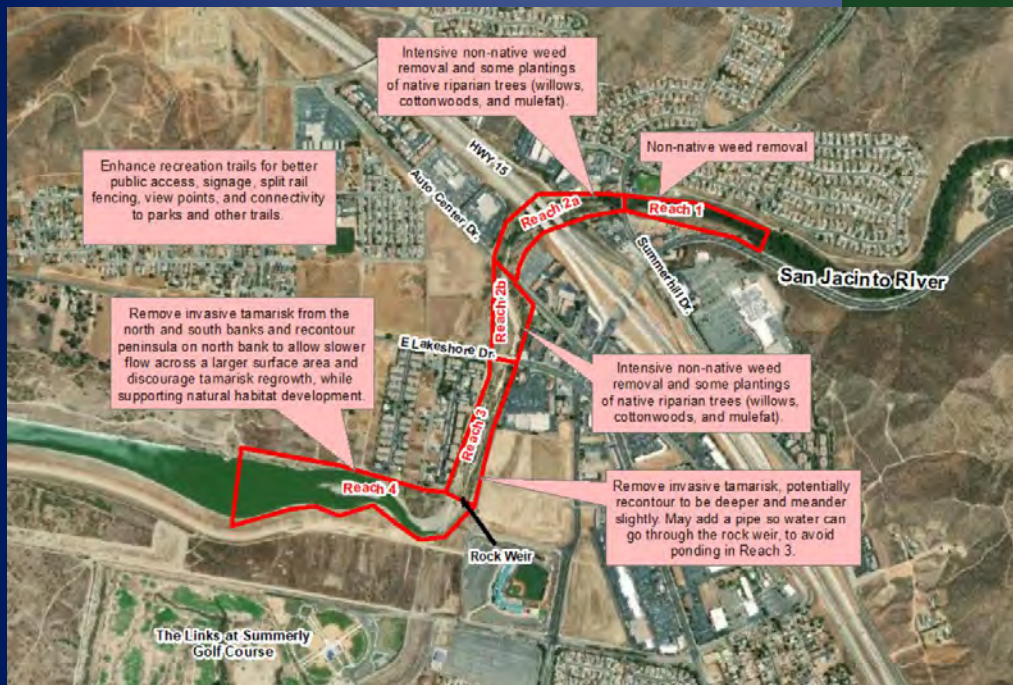 Intensive non-native weed
removal and some plantings
of native riparian trees (willows,
cottonwoods, and mulefat).
HWY 15
Non-native weed removal
Enhance recreation trails for better
public access, signage, split rail
fencing, view points, and connectivity
to parks and other trails.
Auto Center Dr.
Reach 2a
Reach 1
Summerhill Dr.
San Jacinto RIver
Reach 2b
Remove invasive tamarisk from the
north and south banks and recontour
peninsula on north bank to allow slower
flow across a larger surface area and
discourage tamarisk regrowth, while
supporting natural habitat development.
E Lakeshore Dr.
Intensive non-native weed
removal and some plantings
of native riparian trees (willows,
cottonwoods, and mulefat).
Reach 3
Reach 4
Remove invasive tamarisk, potentially
recontour to be deeper and meander
slightly. May add a pipe so water can
go through the rock weir, to avoid
ponding in Reach 3.
Rock Weir
The Links at Summerly
Golf Course